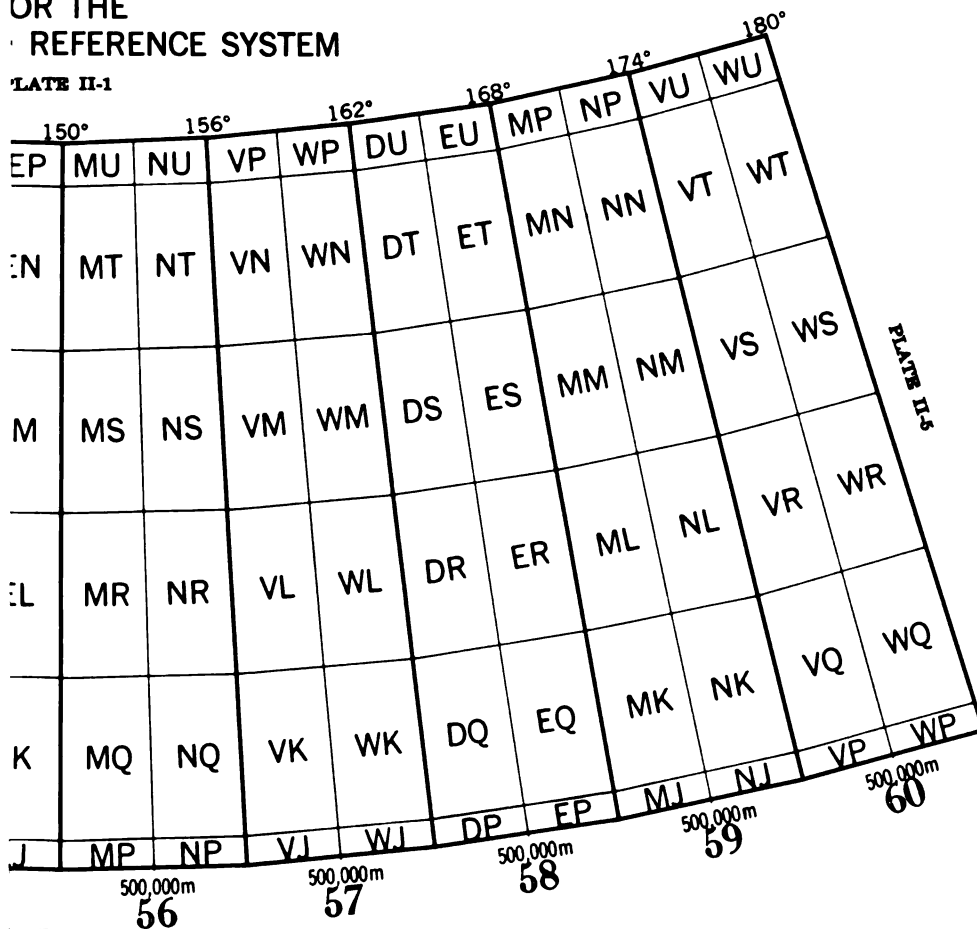 OR THE
REFERENCE SYSTEM
PLATE II-1
150° 156° 162° 168° 174° 180°
EP MU NU VP WP DU EU MP NP VU WU
EN MT NT VN WN DT ET MN NN VT WT
M MS NS VM WM DS ES MM NM VS WS
PLATE II-5
EL MR NR VL WL DR ER ML NL VR WR
K MQ NQ VK WK DQ EQ MK NK VQ WQ
J MP NP VJ WJ DP EP MJ NJ VP WP
500,000m 500,000m 500,000m 500,000m 500,000m
56 57 58 59 60